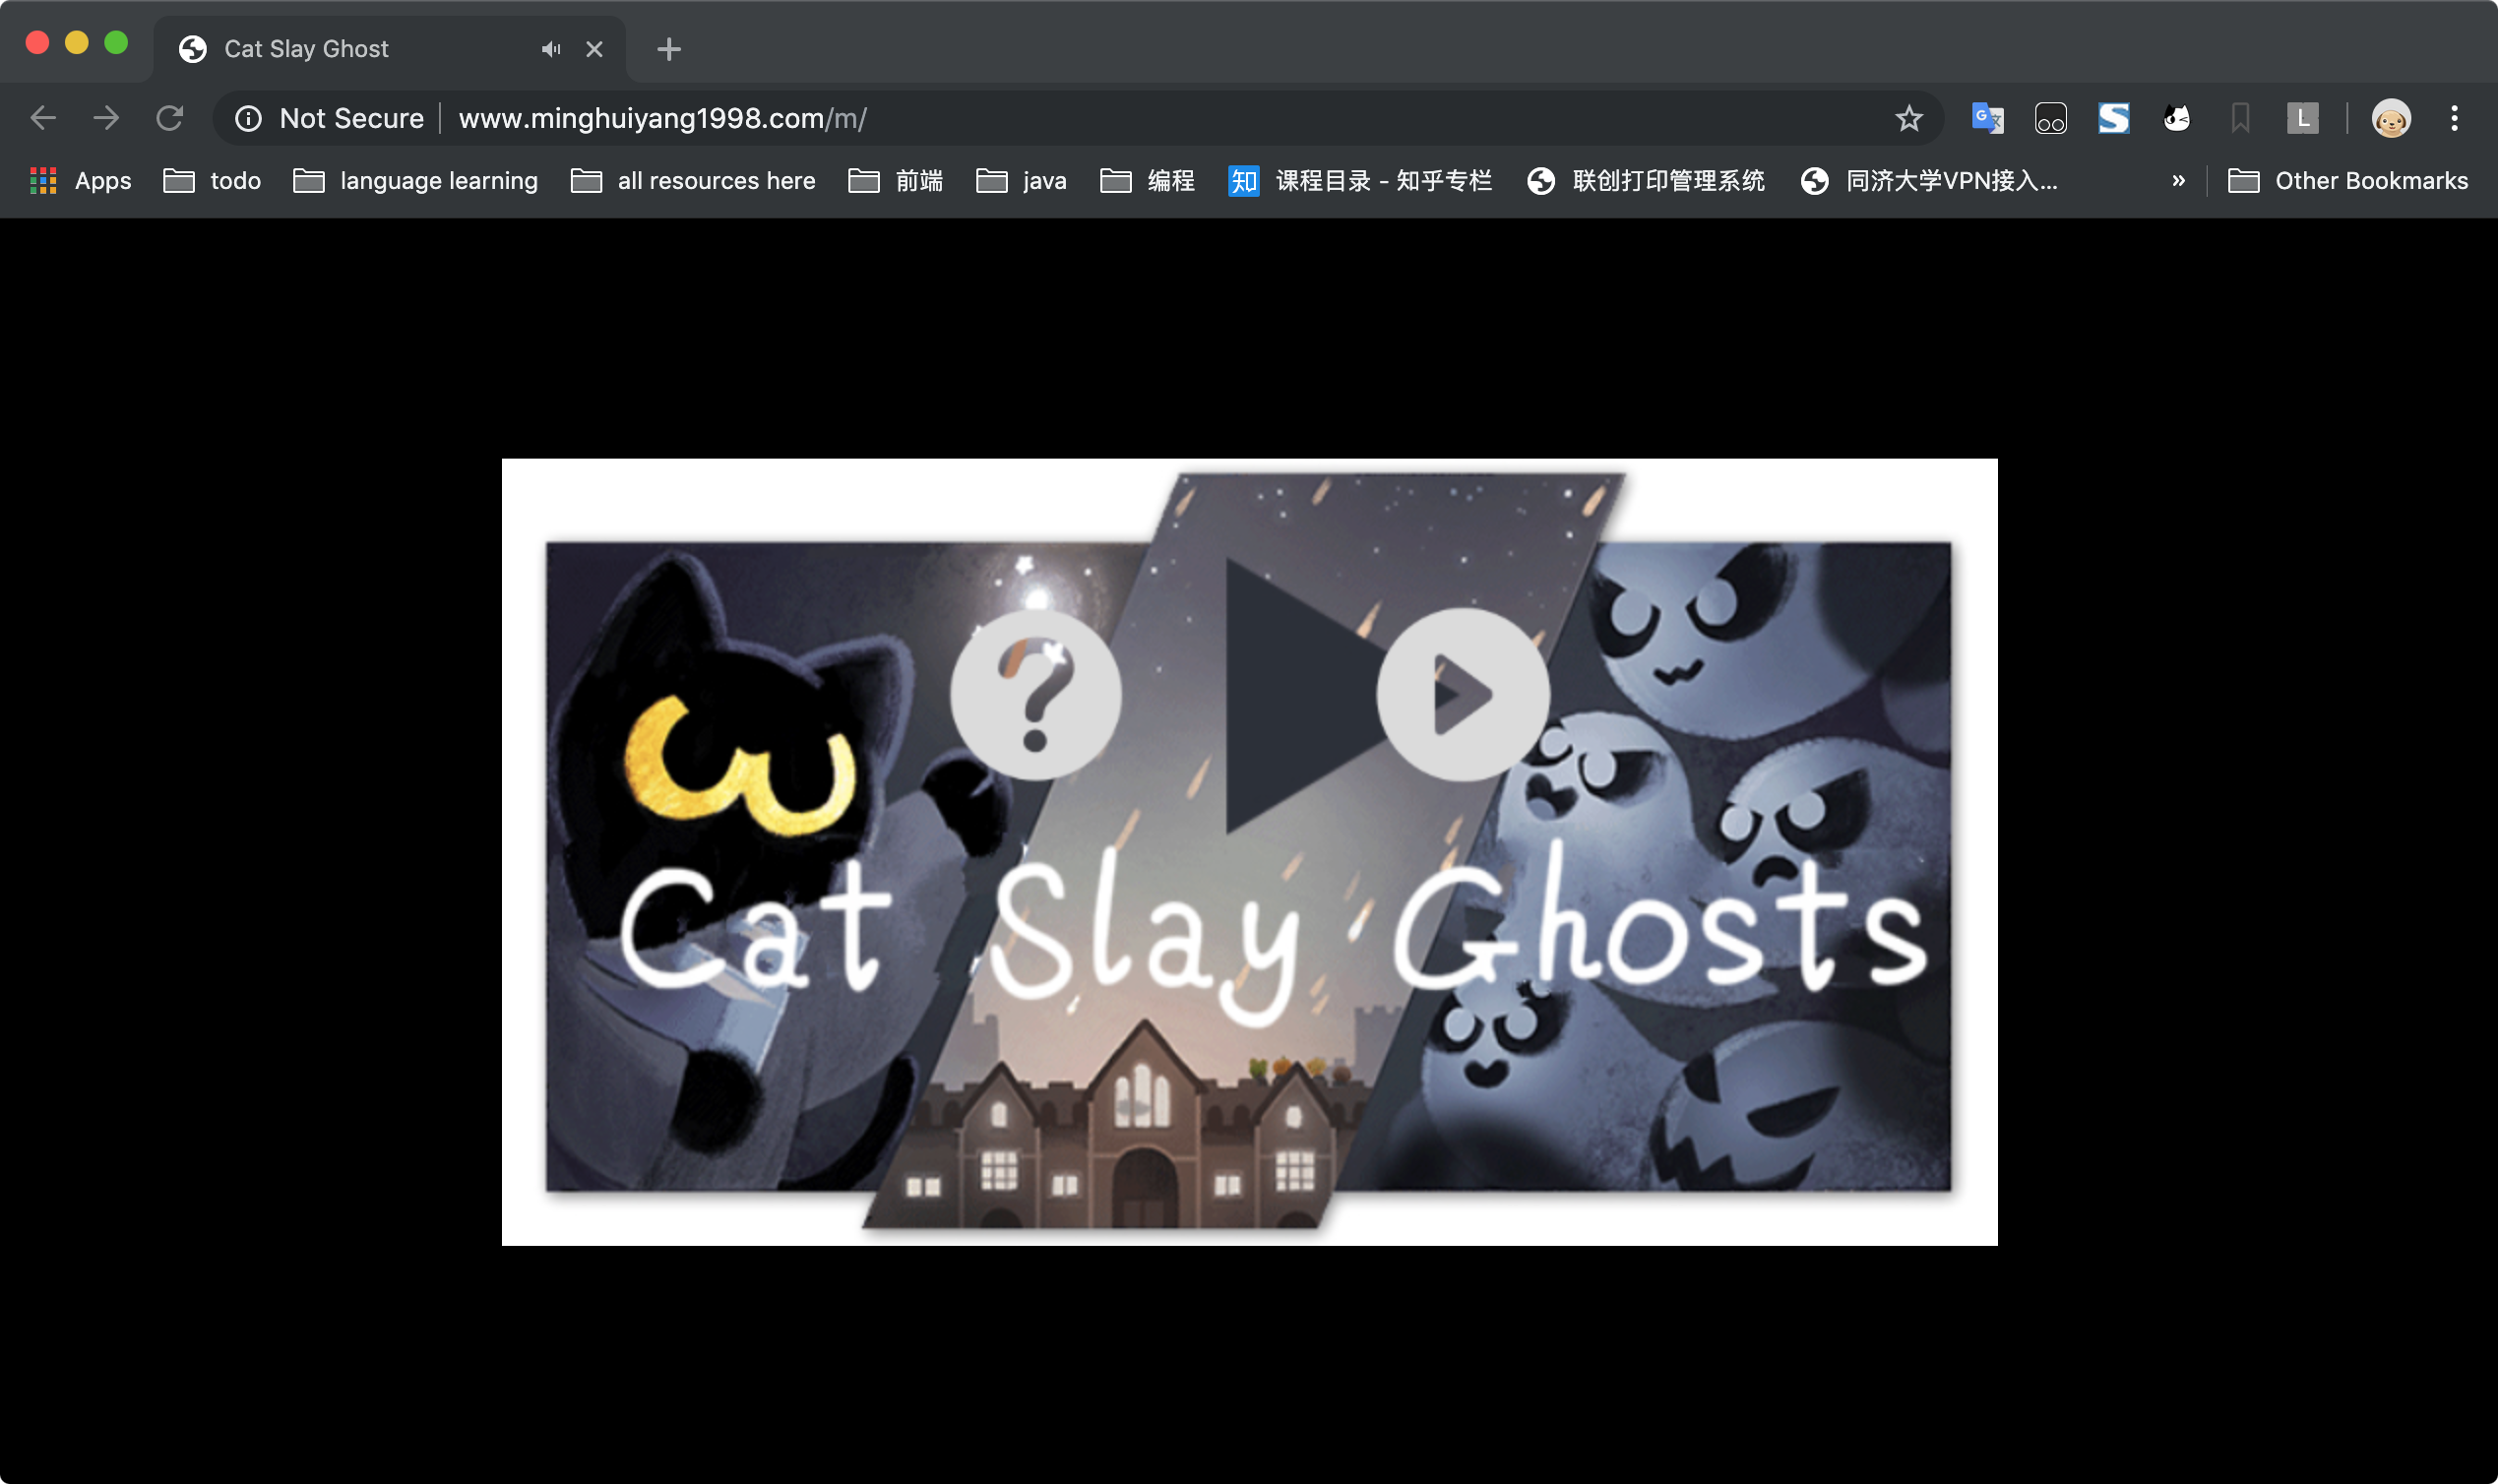 Cat Slay Ghost
Not Secure www.minghuiyang1998.com/m/
Apps todo language learning all resources here 前端 java 编程 知 课程目录 - 知乎专栏 联创打印管理系统 同济大学VPN接入... » Other Bookmarks
?
Cat Slay Ghosts